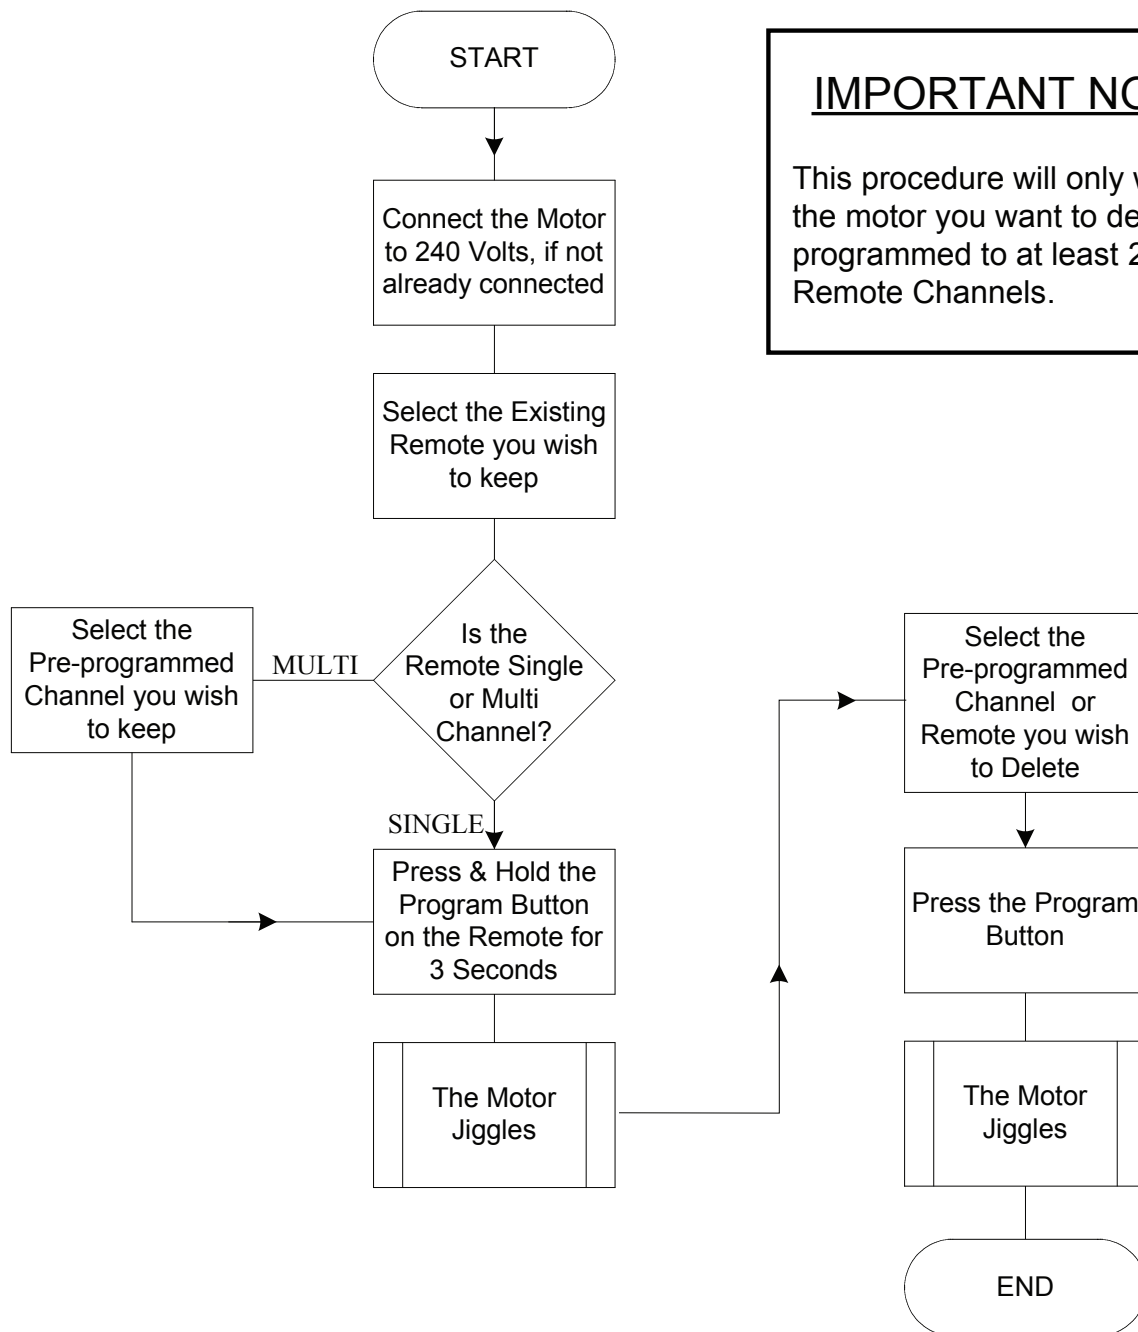 START
Connect the Motor
to 240 Volts, if not
already connected
Select the Existing
Remote you wish
to keep
Is the
Remote Single
or Multi
Channel?
MULTI
Select the
Pre-programmed
Channel you wish
to keep
SINGLE
Press & Hold the
Program Button
on the Remote for
3 Seconds
The Motor
Jiggles
IMPORTANT
This procedure will only
the motor you want to
programmed to at least 2
Remote Channels.
Select the
Pre-programmed
Channel or
Remote you wish
to Delete
Press the Program
Button
The Motor
Jiggles
END